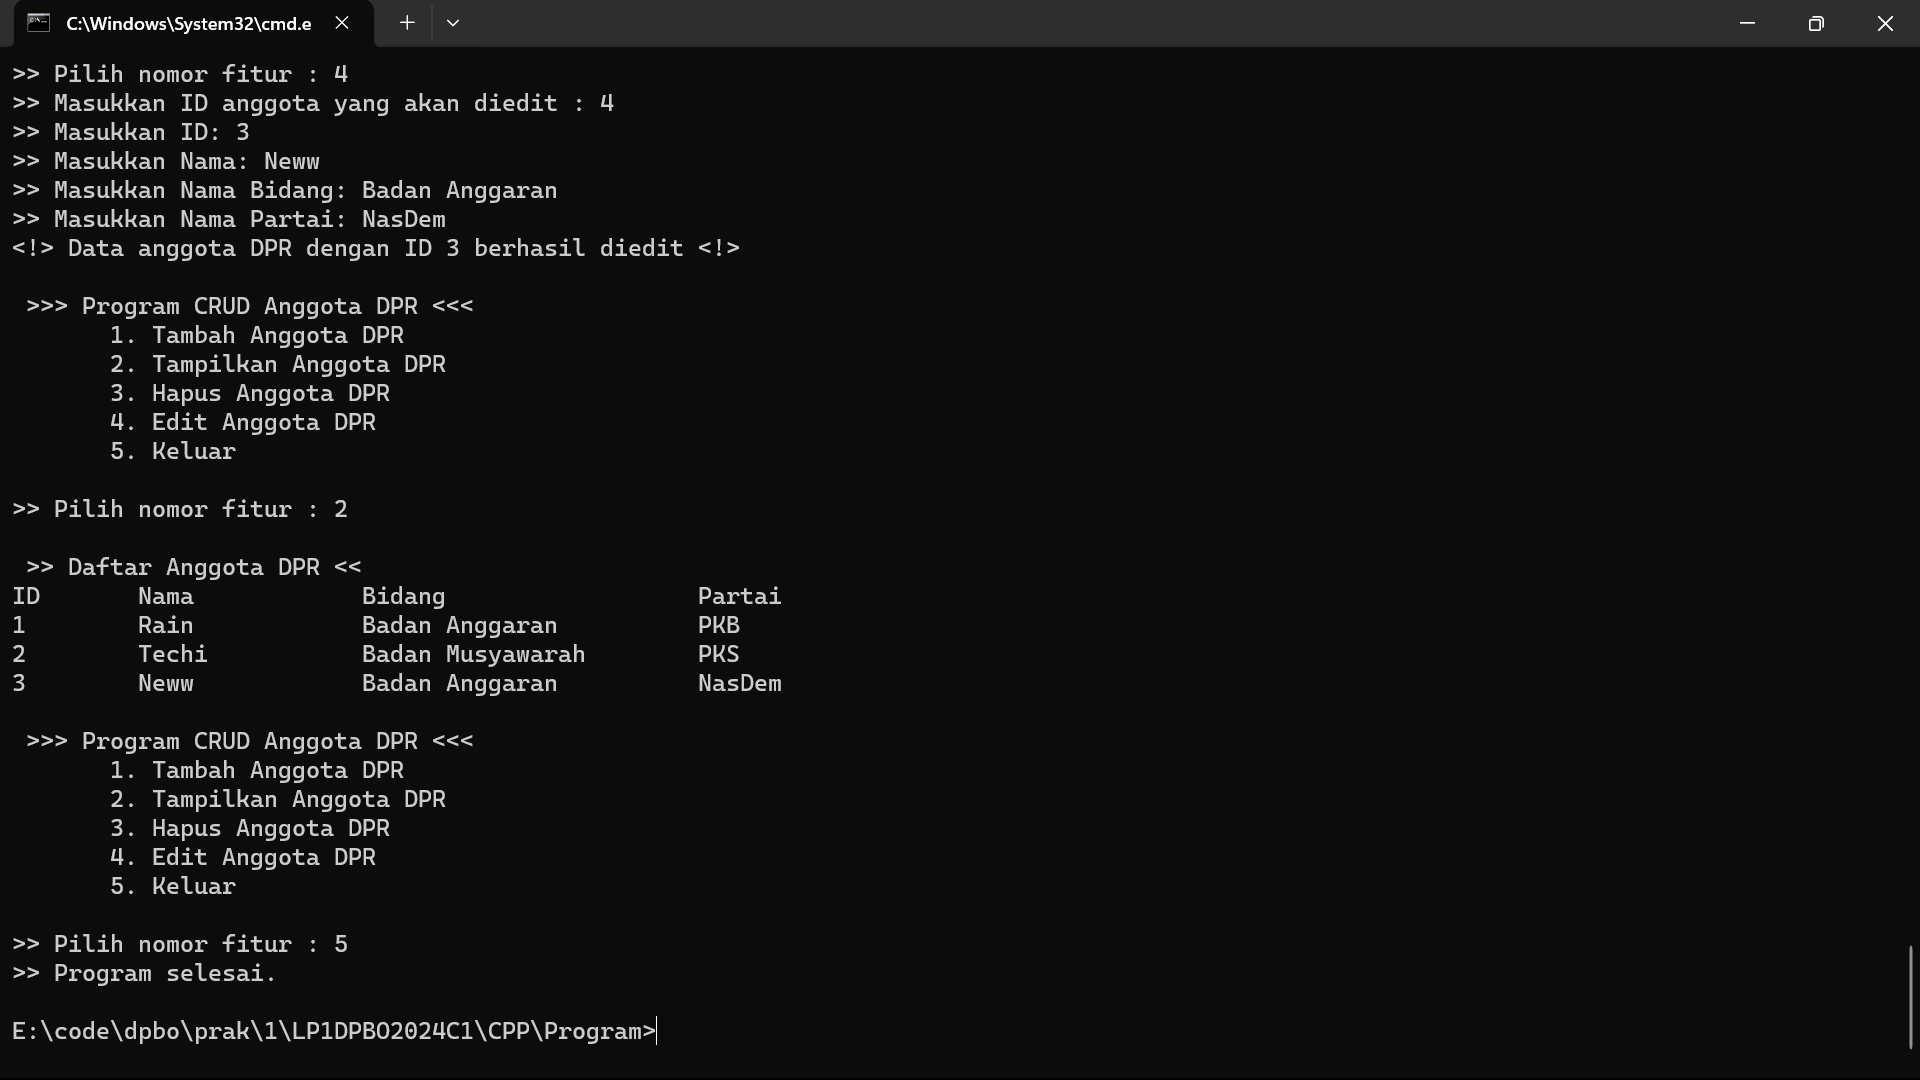 C:\Windows\System32\cmd.e
>> Pilih nomor fitur : 4
>> Masukkan ID anggota yang akan diedit : 4
>> Masukkan ID: 3
>> Masukkan Nama: Neww
>> Masukkan Nama Bidang: Badan Anggaran
>> Masukkan Nama Partai: NasDem
<!> Data anggota DPR dengan ID 3 berhasil diedit <!>
>>> Program CRUD Anggota DPR <<<
1. Tambah Anggota DPR
2. Tampilkan Anggota DPR
3. Hapus Anggota DPR
4. Edit Anggota DPR
5. Keluar
>> Pilih nomor fitur : 2
>> Daftar Anggota DPR <<
ID Nama Bidang Partai
1 Rain Badan Anggaran PKB
2 Techi Badan Musyawarah PKS
3 Neww Badan Anggaran NasDem
>>> Program CRUD Anggota DPR <<<
1. Tambah Anggota DPR
2. Tampilkan Anggota DPR
3. Hapus Anggota DPR
4. Edit Anggota DPR
5. Keluar
>> Pilih nomor fitur : 5
>> Program selesai.
E:\code\dpbo\prak\1\LP1DPBO2024C1\CPP\Program>